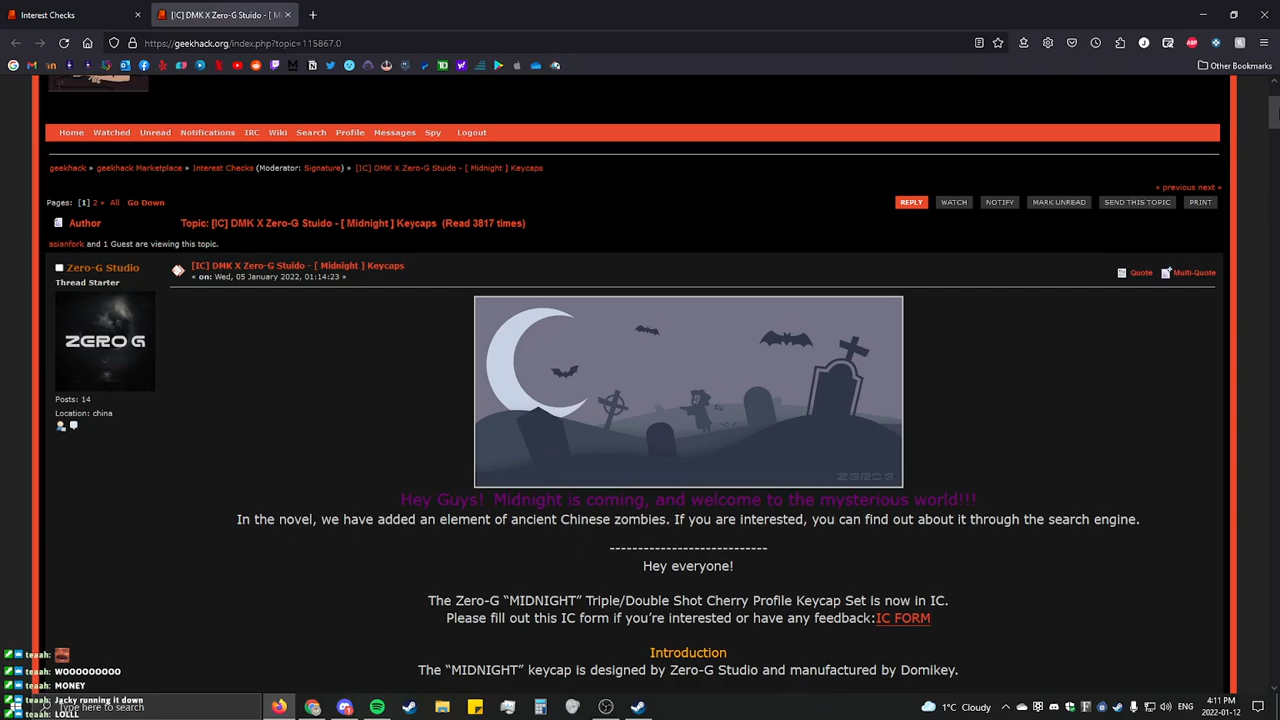 Interest Checks
[IC] DMK X Zero-G Stuido - [ M
https://geekhack.org/index.php?topic=115867.0
Other Bookmarks
Home Watched Unread Notifications IRC Wiki Search Profile Messages Spy Logout
geekhack » geekhack Marketplace » Interest Checks (Moderator: Signature) » [IC] DMK X Zero-G Stuido - [ Midnight ] Keycaps
« previous next »
Pages: [1] 2 » All Go Down
REPLY WATCH NOTIFY MARK UNREAD SEND THIS TOPIC PRINT
Author Topic: [IC] DMK X Zero-G Stuido - [ Midnight ] Keycaps (Read 3817 times)
asianfork and 1 Guest are viewing this topic.
Zero-G Studio
Thread Starter
ZERO G
Posts: 14
Location: china
[IC] DMK X Zero-G Stuido - [ Midnight ] Keycaps
« on: Wed, 05 January 2022, 01:14:23 »
Quote Multi-Quote
ZERO G
Hey Guys! Midnight is coming, and welcome to the mysterious world!!!
In the novel, we have added an element of ancient Chinese zombies. If you are interested, you can find out about it through the search engine.
----------------------------
Hey everyone!
The Zero-G “MIDNIGHT” Triple/Double Shot Cherry Profile Keycap Set is now in IC.
Please fill out this IC form if you’re interested or have any feedback:IC FORM
Introduction
The “MIDNIGHT” keycap is designed by Zero-G Studio and manufactured by Domikey.
teaah:
teaah: WOOOOOOOOO
teaah: MONEY
teaah: Jacky running it down
teaah: LOLLL
Type here to search
1°C Cloudy
ENG
4:11 PM
2022-01-12